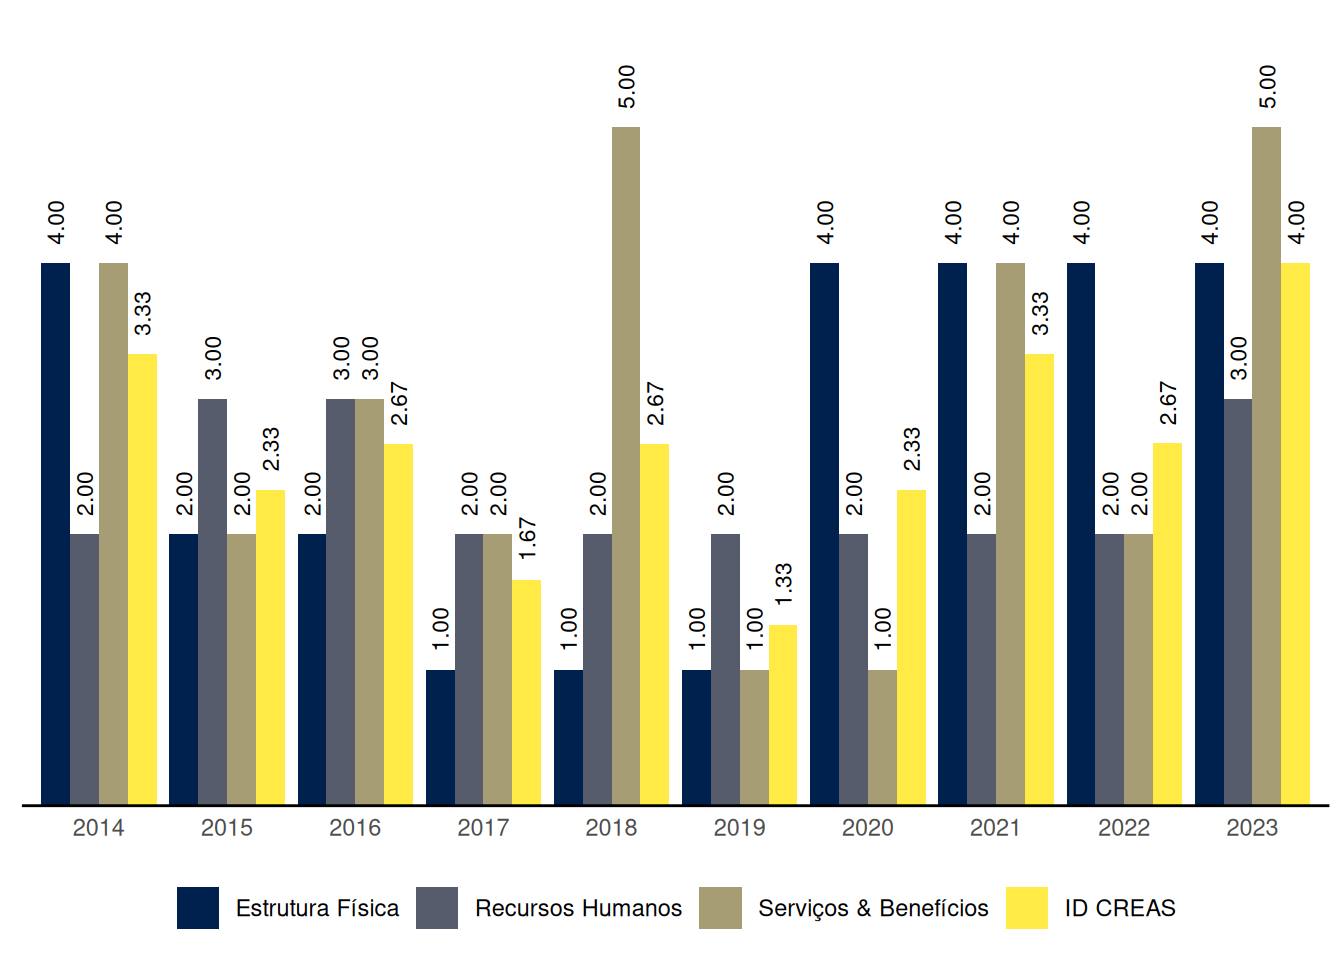 5.00 5.00
4.00 4.00 4.00 4.00 4.00 4.00 4.00 4.00
3.33 3.33
3.00 3.00 3.00 3.00
2.67 2.67 2.67
2.33 2.33
2.00 2.00 2.00 2.00 2.00 2.00 2.00 2.00 2.00 2.00 2.00 2.00
1.67
1.33
1.00 1.00 1.00 1.00 1.00
2014 2015 2016 2017 2018 2019 2020 2021 2022 2023
Estrutura Física Recursos Humanos Serviços & Benefícios ID CREAS